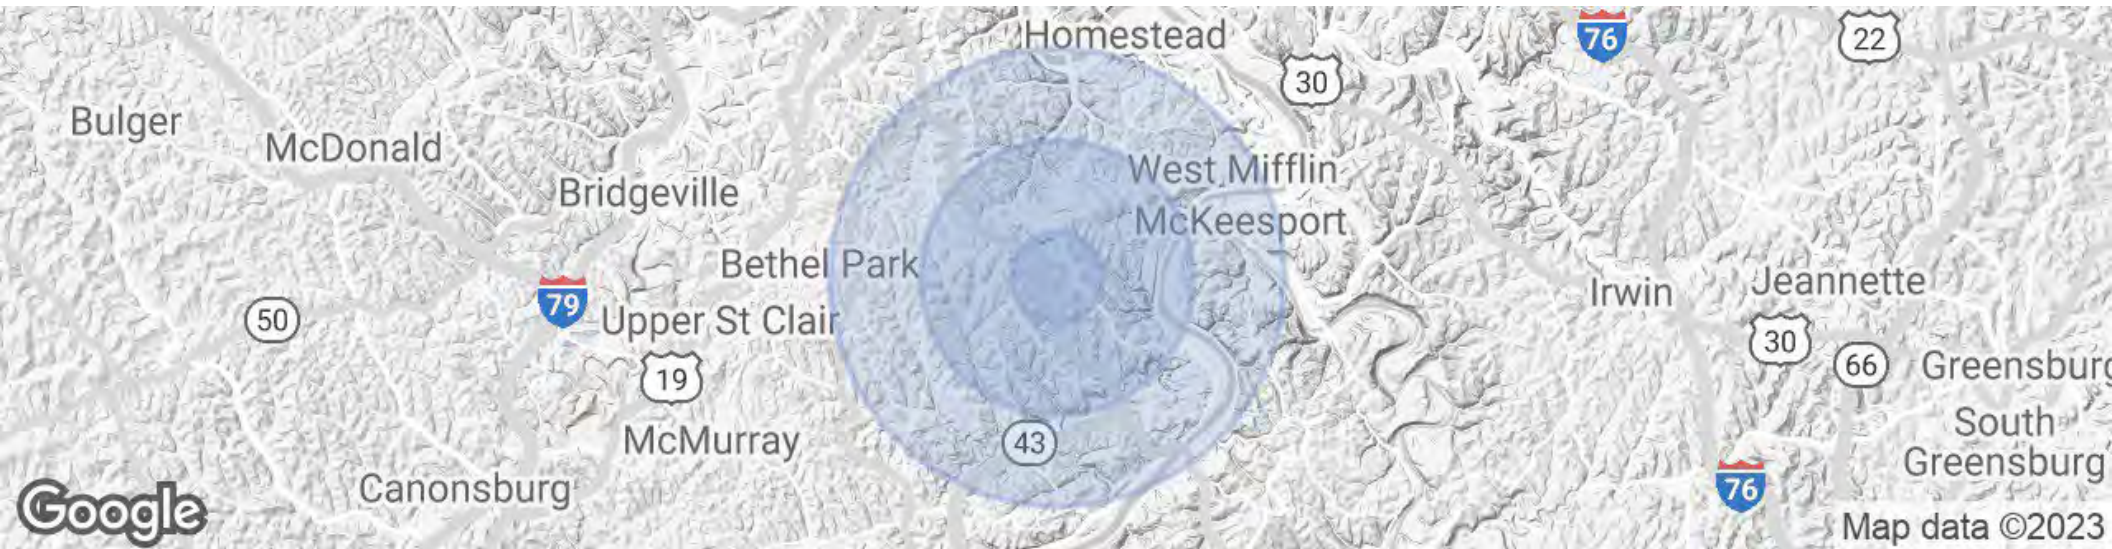 Homestead
76
22
30
Bulger
McDonald
West Mifflin
Bridgeville
McKeesport
Bethel Park
Jeannette
Irwin
79
50
Upper St Clair
30
66
Greensburg
19
South
Greensburg
McMurray
43
Canonsburg
76
Google
Map data ©2023